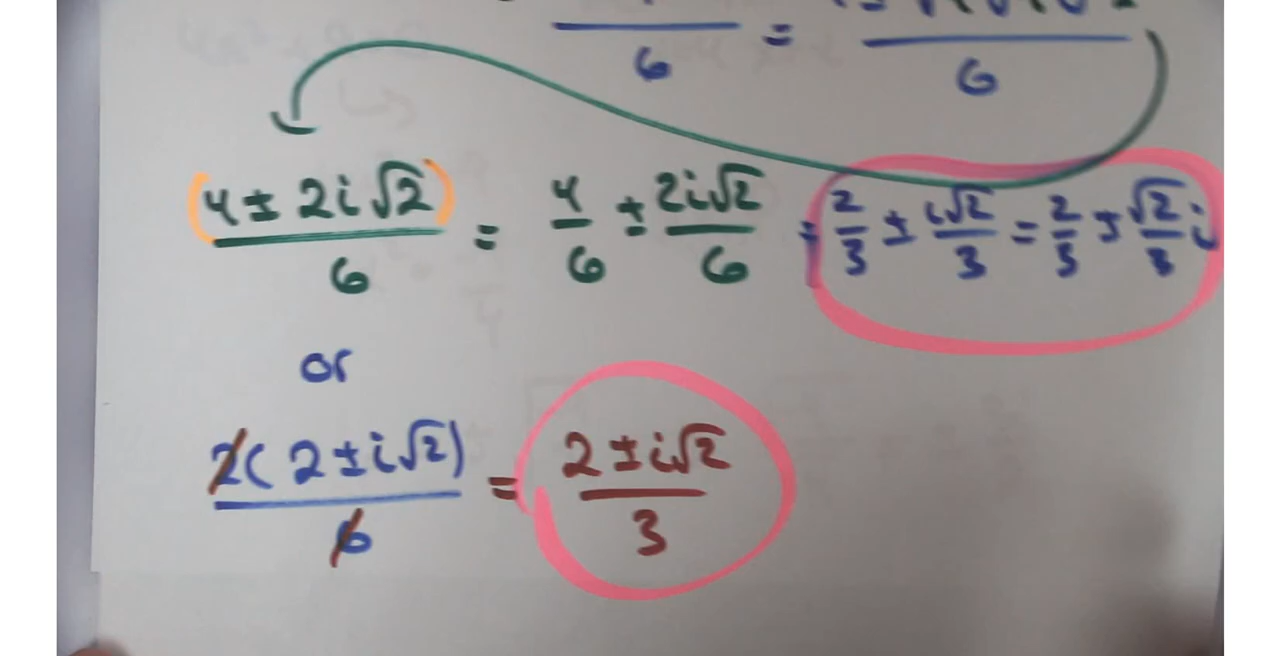 6 = 6
(4 ± 2i√2)/6 = 4/6 ± 2i√2/6 = 2/3 ± i√2/3 = 2/3 ± √2/3 i
or
2(2 ± i√2)/6 = 2 ± i√2/3